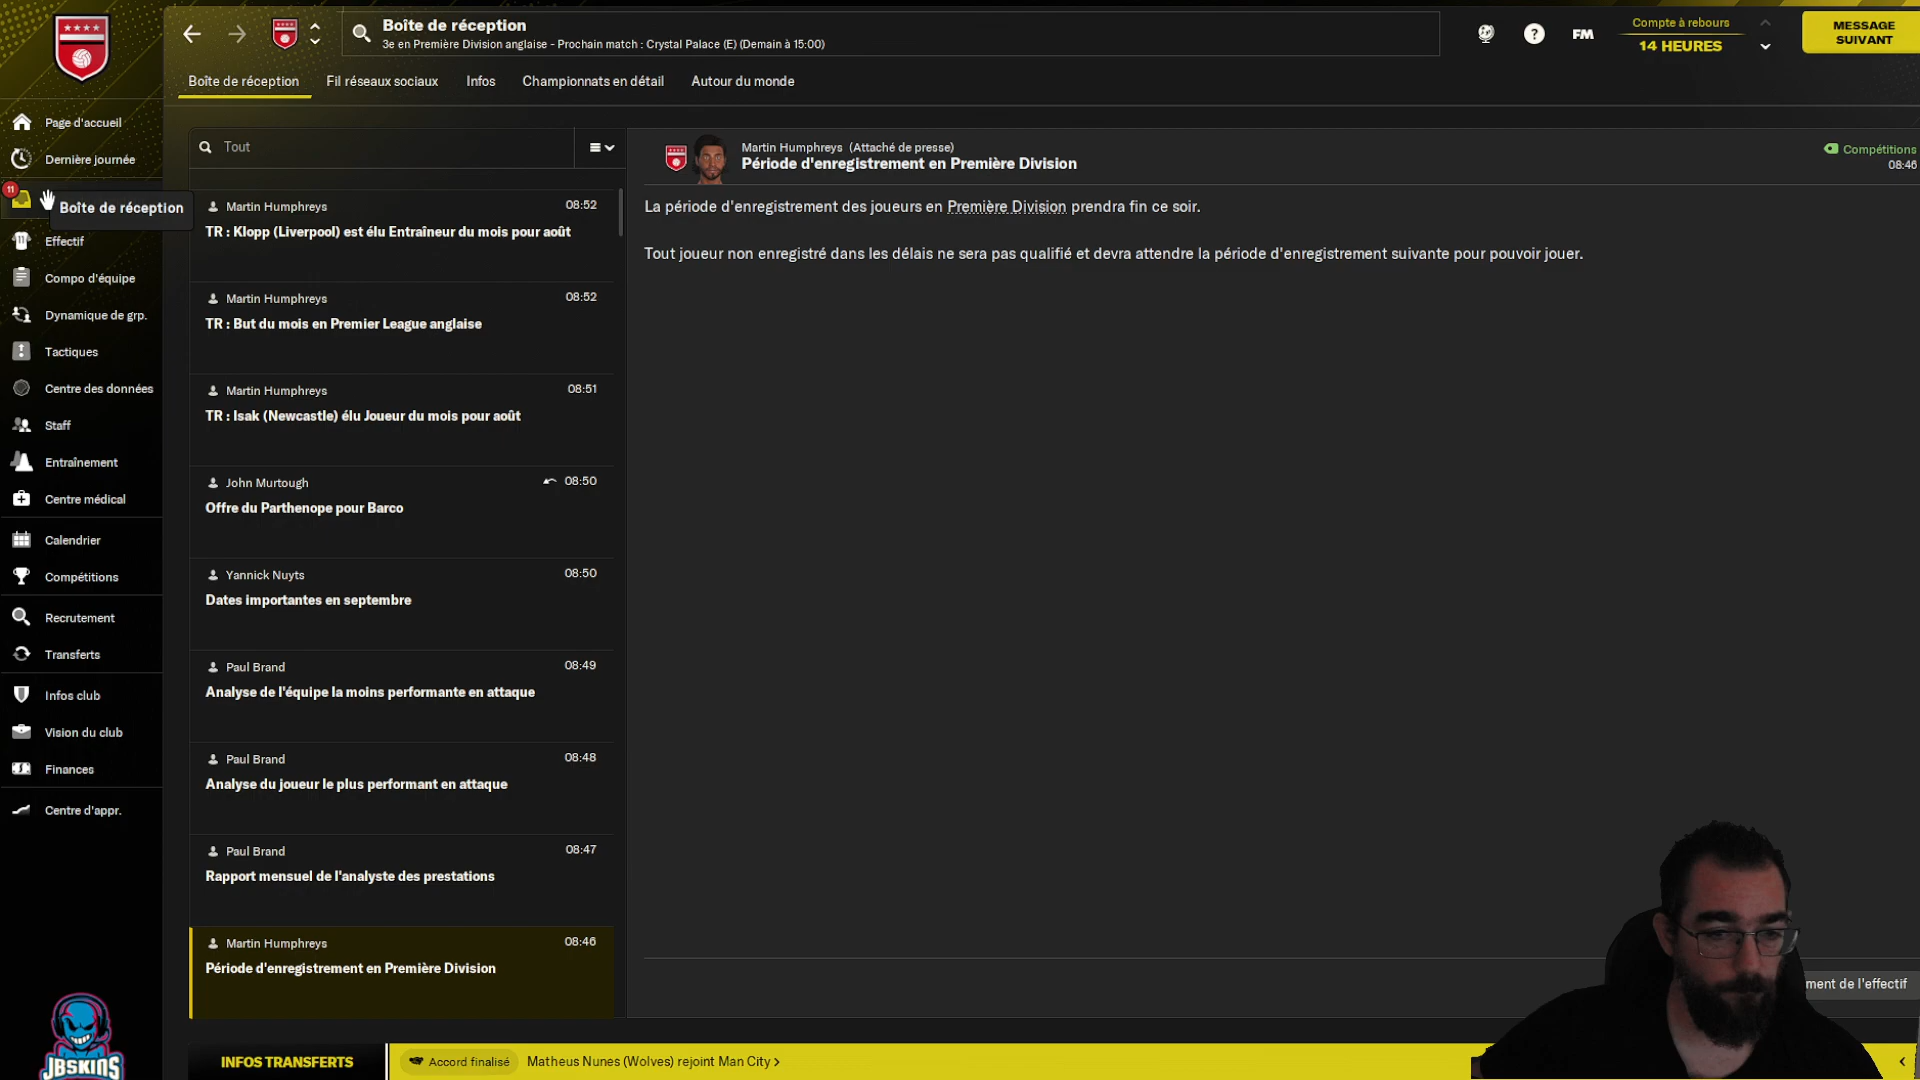 Boîte de réception
3e en Première Division anglaise - Prochain match : Crystal Palace (E) (Demain à 15:00)
FM
Compte à rebours
14 HEURES
MESSAGE
SUIVANT
Boîte de réception
Fil réseaux sociaux
Infos
Championnats en détail
Autour du monde
Page d'accueil
Dernière journée
11
Boîte de réception
Effectif
Compo d'équipe
Dynamique de grp.
Tactiques
Centre des données
Staff
Entraînement
Centre médical
Calendrier
Compétitions
Recrutement
Transferts
Infos club
Vision du club
Finances
Centre d'appr.
JBSKINS
Tout
Martin Humphreys 08:52
TR : Klopp (Liverpool) est élu Entraîneur du mois pour août
Martin Humphreys 08:52
TR : But du mois en Premier League anglaise
Martin Humphreys 08:51
TR : Isak (Newcastle) élu Joueur du mois pour août
John Murtough 08:50
Offre du Parthenope pour Barco
Yannick Nuyts 08:50
Dates importantes en septembre
Paul Brand 08:49
Analyse de l'équipe la moins performante en attaque
Paul Brand 08:48
Analyse du joueur le plus performant en attaque
Paul Brand 08:47
Rapport mensuel de l'analyste des prestations
Martin Humphreys 08:46
Période d'enregistrement en Première Division
Martin Humphreys (Attaché de presse)
Période d'enregistrement en Première Division
Compétitions
08:46
La période d'enregistrement des joueurs en Première Division prendra fin ce soir.
Tout joueur non enregistré dans les délais ne sera pas qualifié et devra attendre la période d'enregistrement suivante pour pouvoir jouer.
ment de l'effectif
INFOS TRANSFERTS
Accord finalisé
Matheus Nunes (Wolves) rejoint Man City >